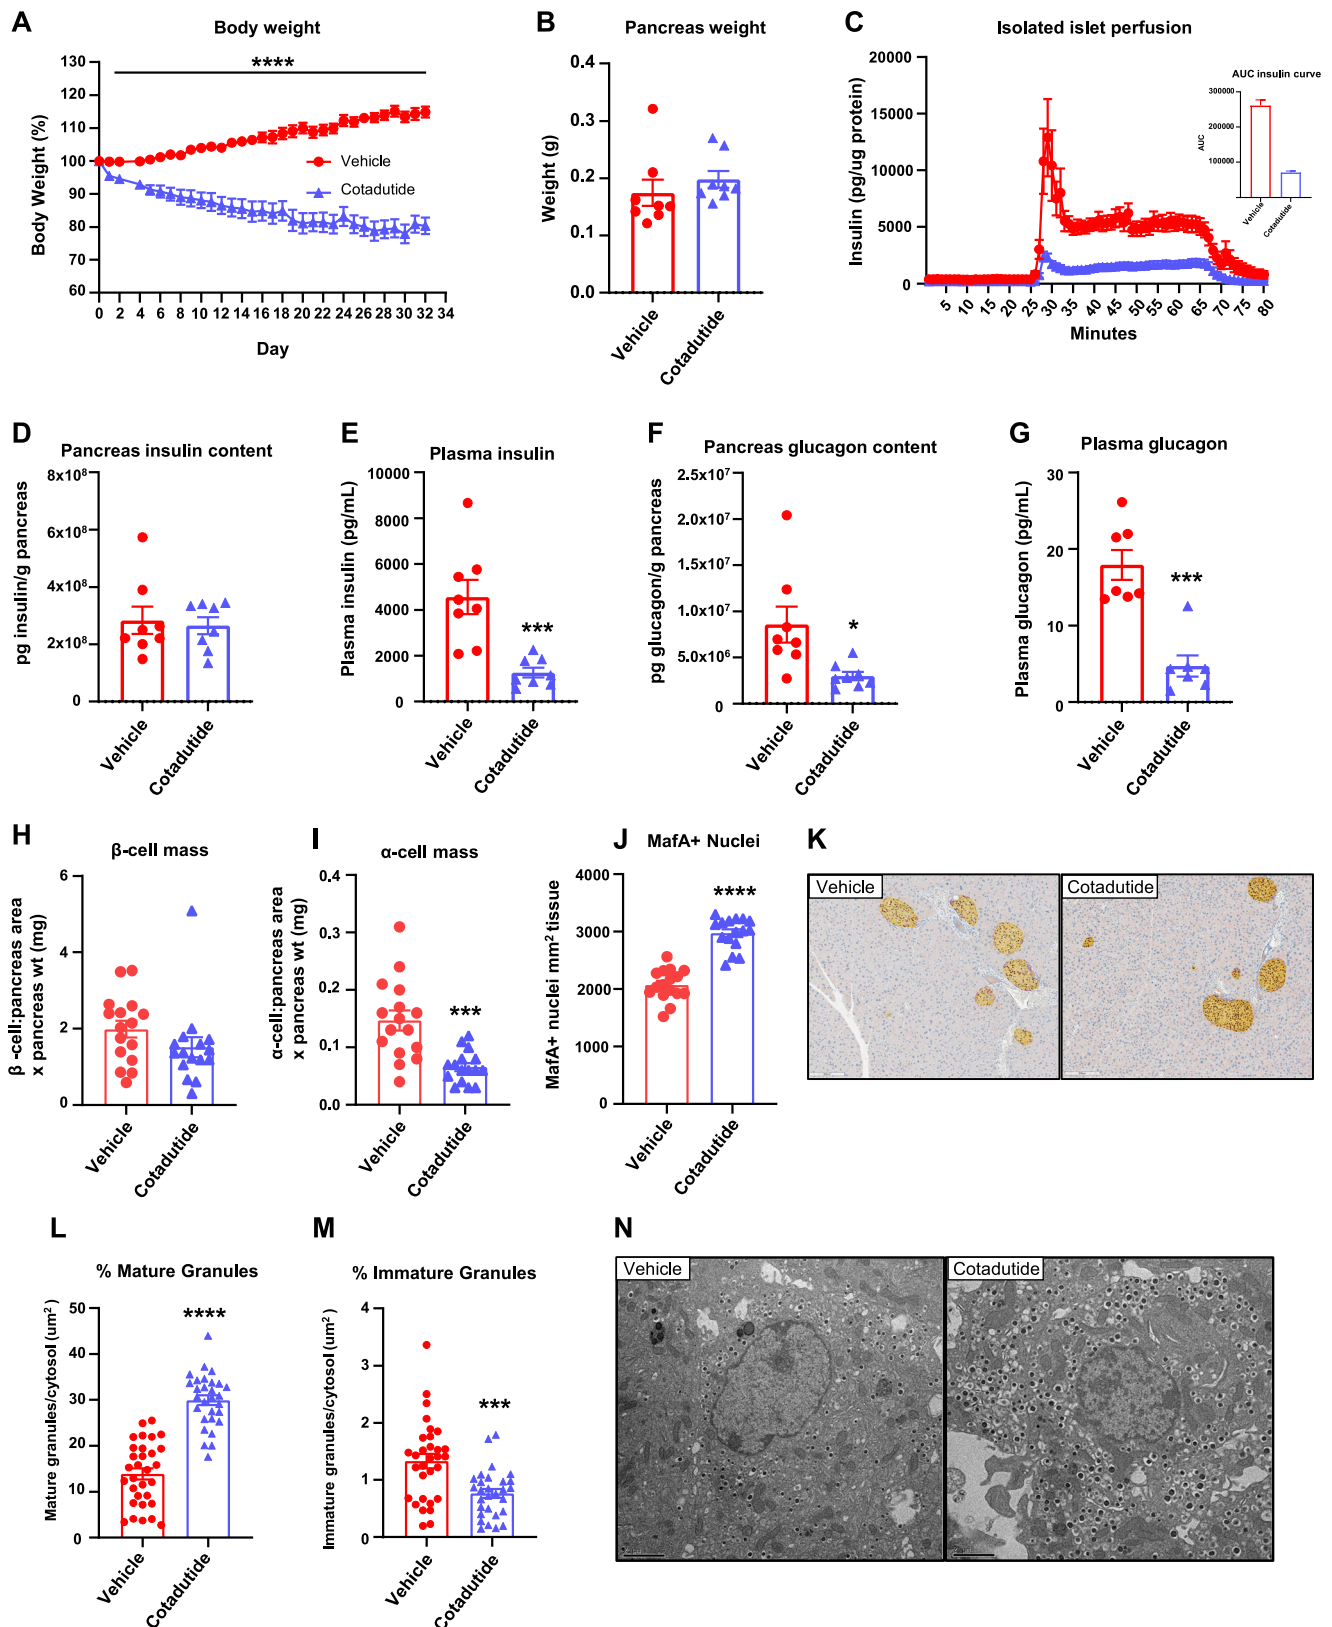 A
Body weight
****
130
120
110
100
90
80
70
60
Body Weight (%)
Vehicle
Cotadutide
0 2 4 6 8 10 12 14 16 18 20 22 24 26 28 30 32 34
Day
B
Pancreas weight
0.4
0.3
0.2
0.1
0.0
Weight (g)
Vehicle
Cotadutide
C
Isolated islet perfusion
20000
15000
10000
5000
0
Insulin (pg/ug protein)
5 10 15 20 25 30 35 40 45 50 55 60 65 70 75 80
Minutes
AUC insulin curve
300000
200000
100000
AUC
Vehicle
Cotadutide
D
Pancreas insulin content
8x10⁸
6x10⁸
4x10⁸
2x10⁸
0
pg insulin/g pancreas
Vehicle
Cotadutide
E
Plasma insulin
10000
8000
6000
4000
2000
0
Plasma insulin (pg/mL)
***
Vehicle
Cotadutide
F
Pancreas glucagon content
2.5x10⁷
2.0x10⁷
1.5x10⁷
1.0x10⁷
5.0x10⁶
0
pg glucagon/g pancreas
*
Vehicle
Cotadutide
G
Plasma glucagon
30
20
10
0
Plasma glucagon (pg/mL)
***
Vehicle
Cotadutide
H
β-cell mass
6
4
2
0
β -cell:pancreas area
x pancreas wt (mg)
Vehicle
Cotadutide
I
α-cell mass
0.4
0.3
0.2
0.1
0.0
α-cell:pancreas area
x pancreas wt (mg)
***
Vehicle
Cotadutide
J
MafA+ Nuclei
4000
3000
2000
1000
0
MafA+ nuclei mm² tissue
****
Vehicle
Cotadutide
K
Vehicle
Cotadutide
L
% Mature Granules
50
40
30
20
10
0
Mature granules/cytosol (um²)
****
Vehicle
Cotadutide
M
% Immature Granules
4
3
2
1
0
Immature granules/cytosol (um²)
***
Vehicle
Cotadutide
N
Vehicle
Cotadutide